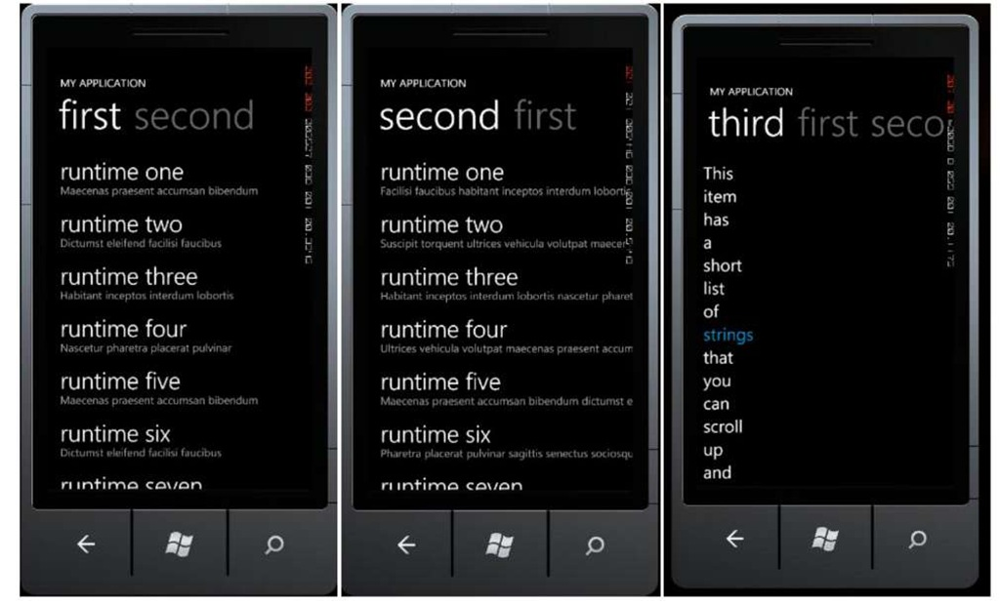 MY APPLICATION
first second
runtime one
Maecenas praesent accumsan bibendum
runtime two
Dictumst eleifend facilisi faucibus
runtime three
Habitant inceptos interdum lobortis
runtime four
Nascetur pharetra placerat pulvinar
runtime five
Maecenas praesent accumsan bibendum
runtime six
Dictumst eleifend facilisi faucibus
runtime seven
MY APPLICATION
second first
runtime one
Facilisi faucibus habitant inceptos interdum
runtime two
Suscipit torquent ultrices vehicula volutpat
runtime three
Habitant inceptos interdum lobortis nascetur pharet
runtime four
Ultrices vehicula volutpat maecenas praesent accum
runtime five
Maecenas praesent accumsan bibendum dictumst e
runtime six
Pharetra placerat pulvinar sagittis senectus sociosqu
runtime seven
MY APPLICATION
third first seco
This
item
has
a
short
list
of
strings
that
you
can
scroll
up
and